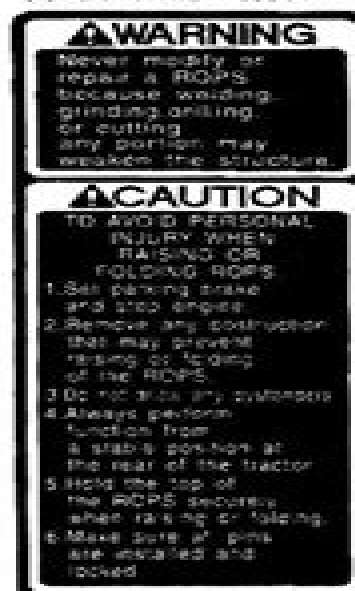 WARNING
Never modify or
repair a ROPS
because welding,
grinding, drilling
or cutting
any portion may
weaken the structure.
CAUTION
TO AVOID PERSONAL
INJURY WHEN
RAISING OR
FOLDING ROPS
1.Set parking brake
and stop engine.
2.Remove any obstruction
that may prevent
raising or folding
of the ROPS.
3.Do not allow any
4.Always perform
function from
a stable position at
the rear of the tractor
5.Hold the top of
the ROPS securely
when raising or folding.
6.Make sure all pins
are installed and
locked.